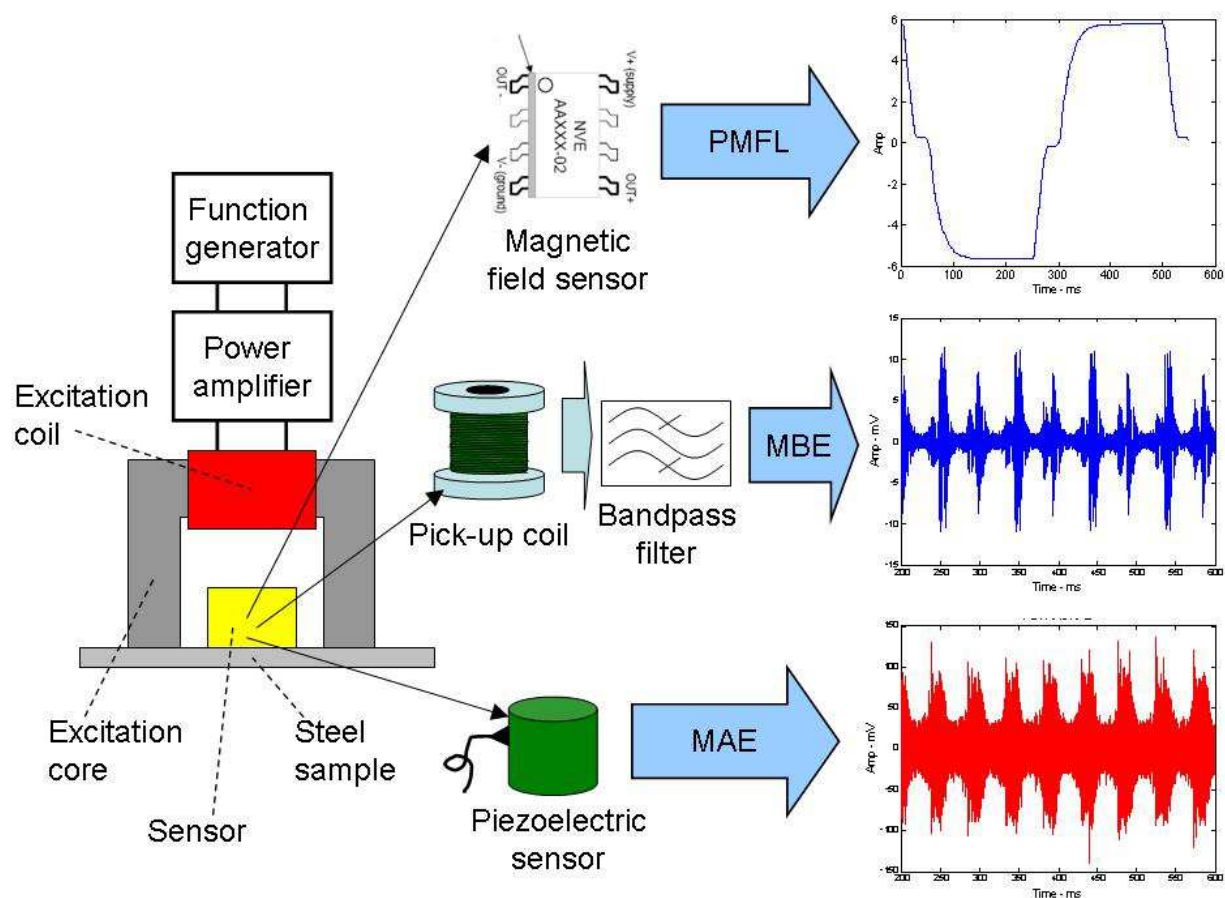 Function
generator
Power
amplifier
Excitation
coil
Excitation
core
Sensor
Steel
sample
OUT -
V+ (supply)
NVE
AAXXX-02
V- (ground)
OUT+
Magnetic
field sensor
PMFL
6
4
2
0
-2
-4
-6
Amp
0
100
200
300
400
500
600
Time - ms
Pick-up coil
Bandpass
filter
MBE
15
10
5
0
-5
-10
-15
Amp - mV
200
250
300
350
400
450
500
550
600
Time - ms
Piezoelectric
sensor
MAE
150
100
50
0
-50
-100
-150
Amp - mV
200
250
300
350
400
450
500
550
600
Time - ms